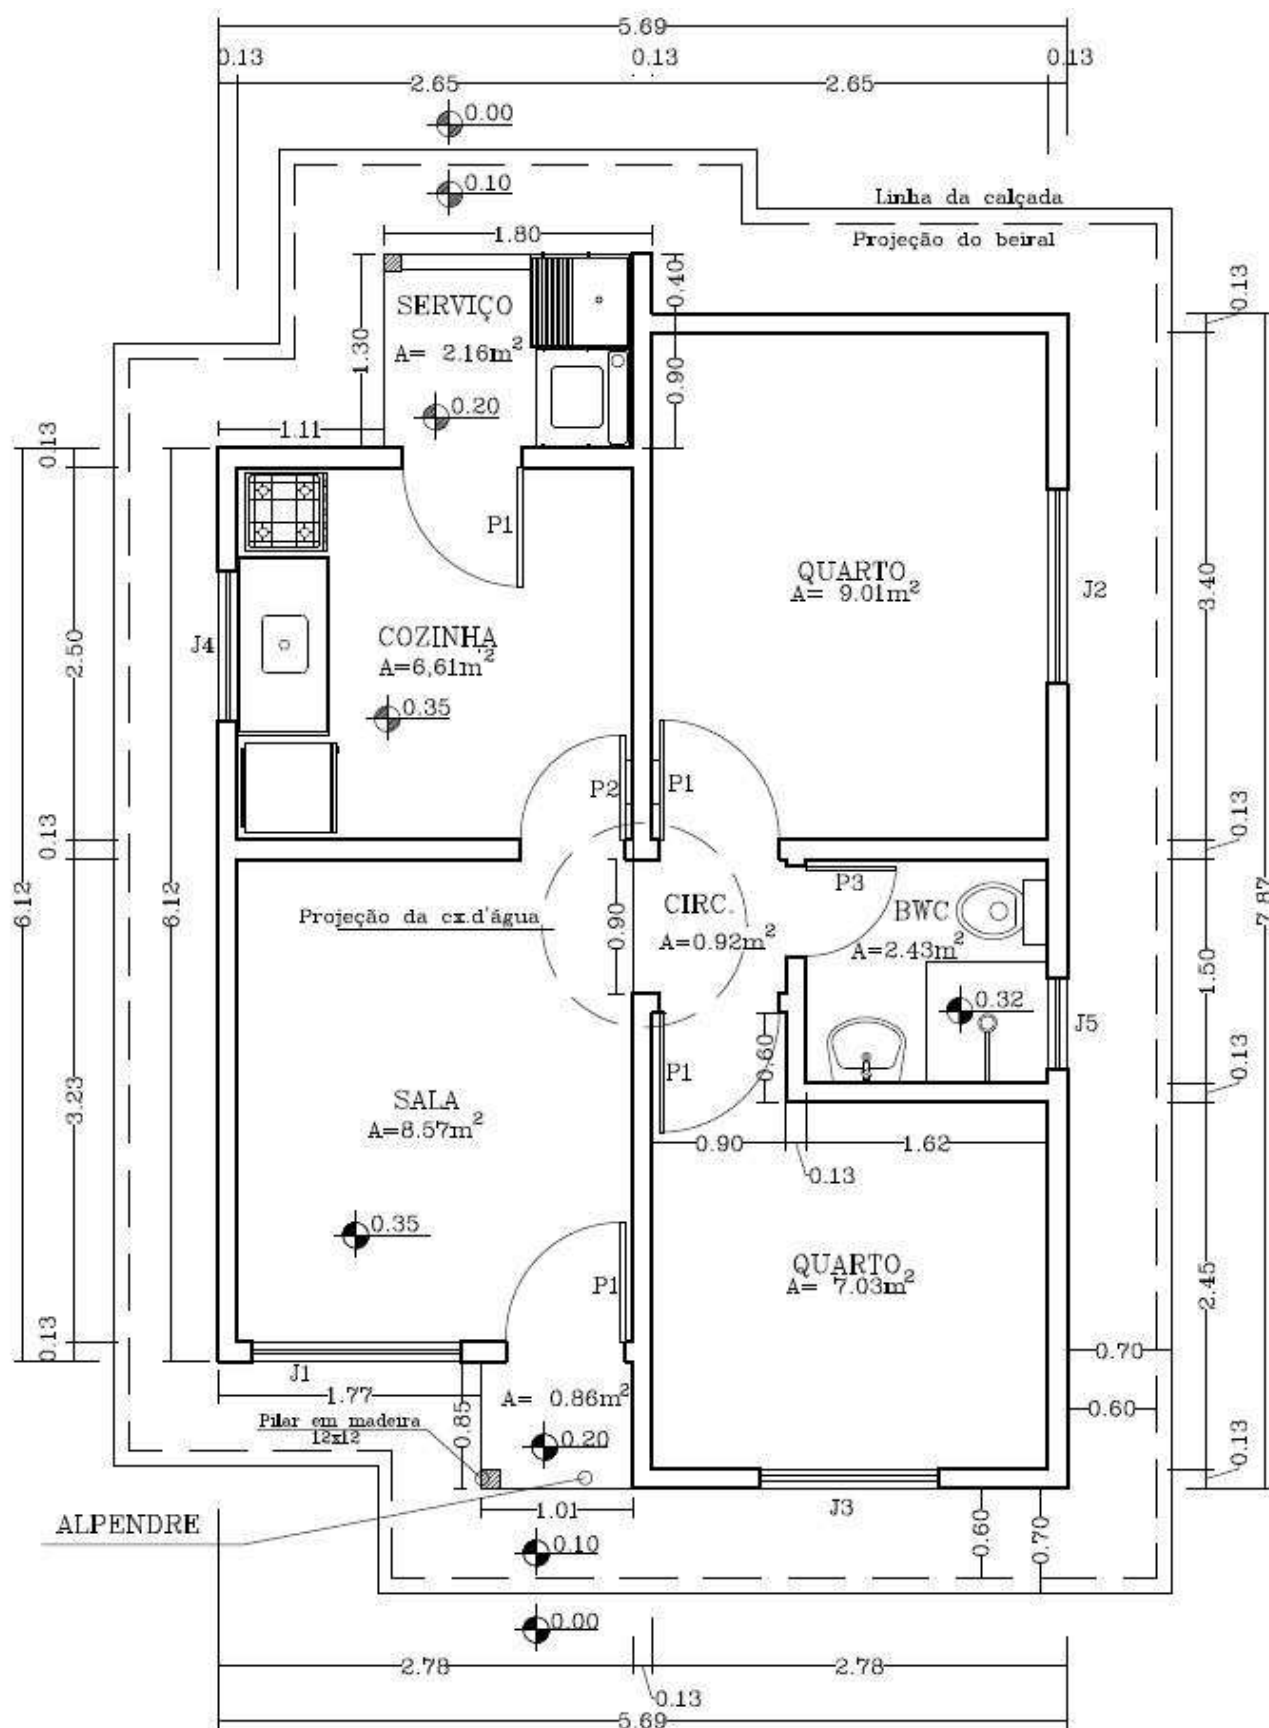 5.69
0.13 0.13 0.13
2.65 2.65
0.00
0.10
Linha da calçada
Projeção do beiral
1.80
SERVIÇO
A= 2.16m²
0.20
1.30
0.40
0.90
1.11
0.13
0.13
P1
QUARTO
A= 9.01m²
J2
3.40
J4
COZINHA
A=6,61m²
0.35
2.50
P2
P1
0.13
0.13
6.12
6.12
7.87
Projeção da cx.d'água
0.90
CIRC.
A=0.92m²
P3
BWC
A=2.43m²
0.32
J5
1.50
0.60
P1
0.13
3.23
SALA
A=8.57m²
0.90 1.62
0.13
0.35
QUARTO
A= 7.03m²
2.45
P1
0.13
J1
1.77
A= 0.86m²
0.85
0.20
Pilar em madeira
12x12
0.70
0.60
0.13
J3
ALPENDRE
1.01
0.10
0.60
0.70
0.00
2.78 2.78
0.13
5.69